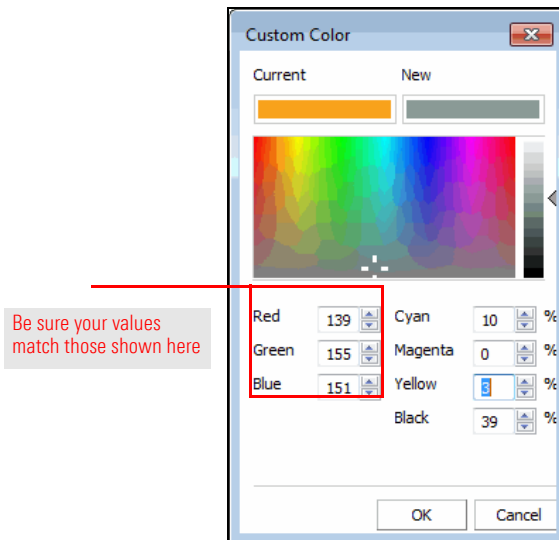 Custom Color
Current New
Red 139 Cyan 10 %
Be sure your values
match those shown here
Green 155 Magenta 0 %
Blue 151 Yellow 3 %
Black 39 %
OK Cancel